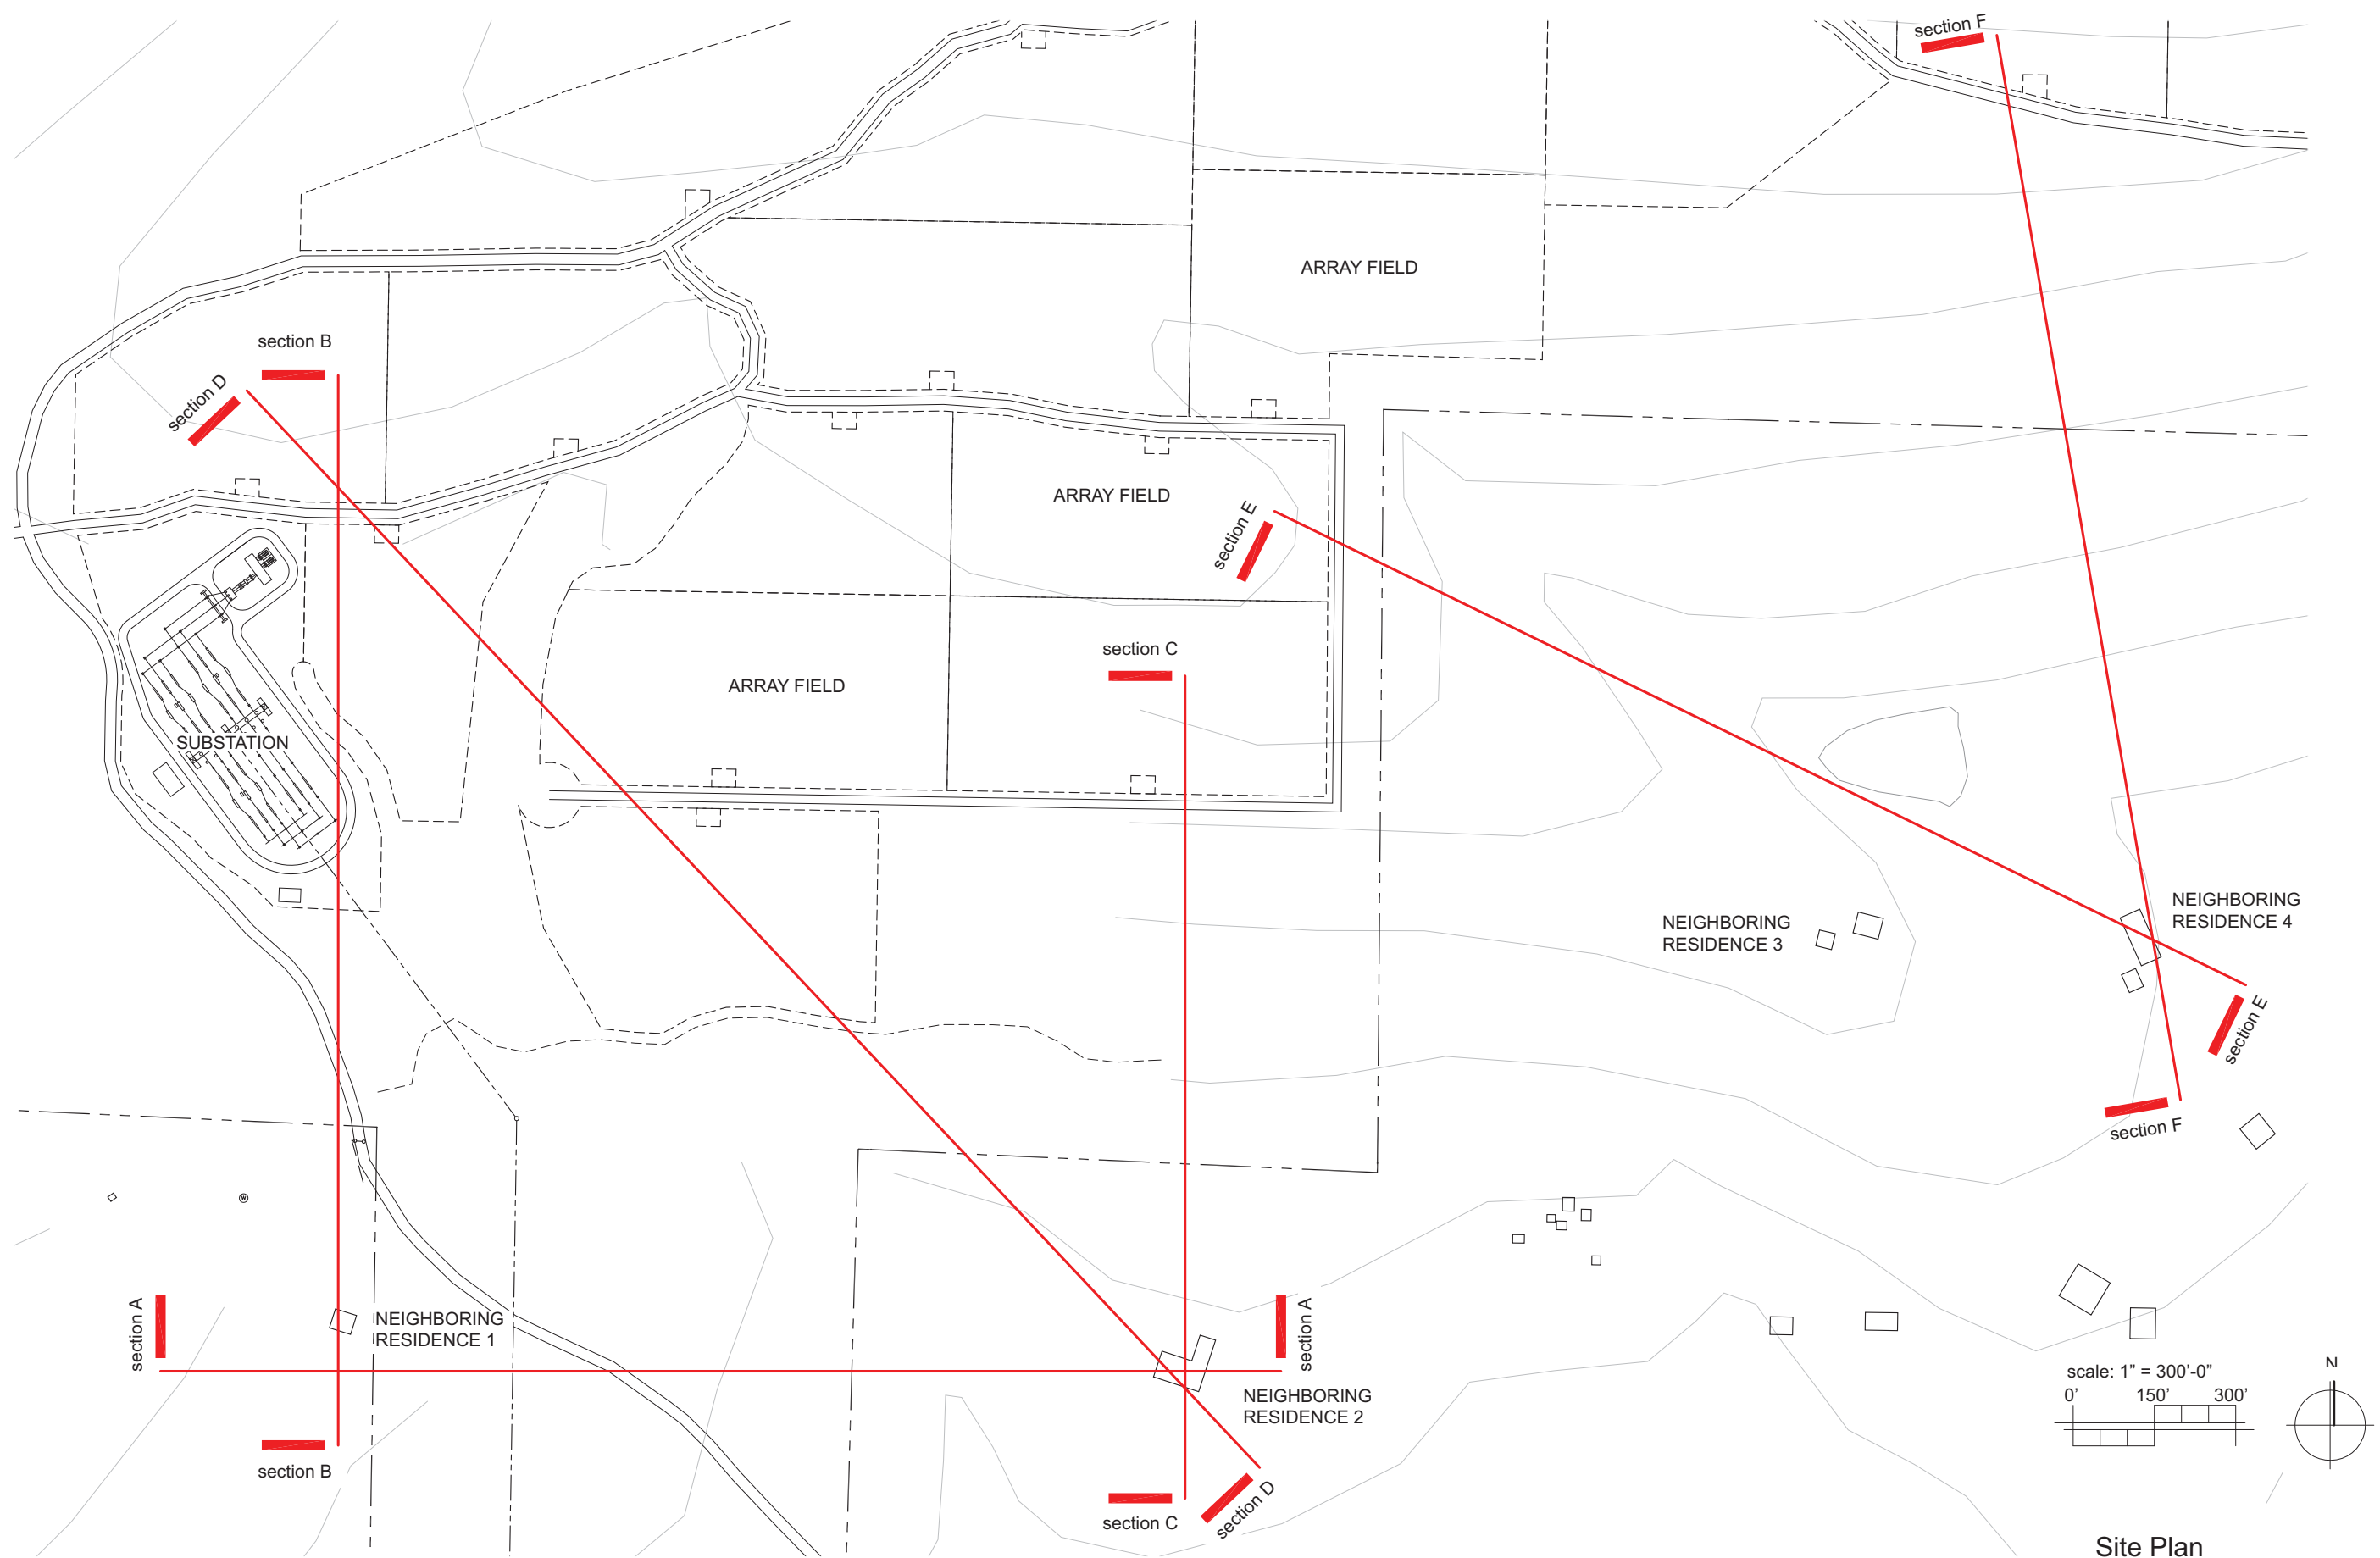 section F
ARRAY FIELD
section B
section D
ARRAY FIELD
section E
section C
ARRAY FIELD
SUBSTATION
NEIGHBORING
RESIDENCE 3
NEIGHBORING
RESIDENCE 4
section E
section F
W
section A
NEIGHBORING
RESIDENCE 1
section A
NEIGHBORING
RESIDENCE 2
section B
section C
section D
scale: 1” = 300’-0”
0’ 150’ 300’
N
Site Plan